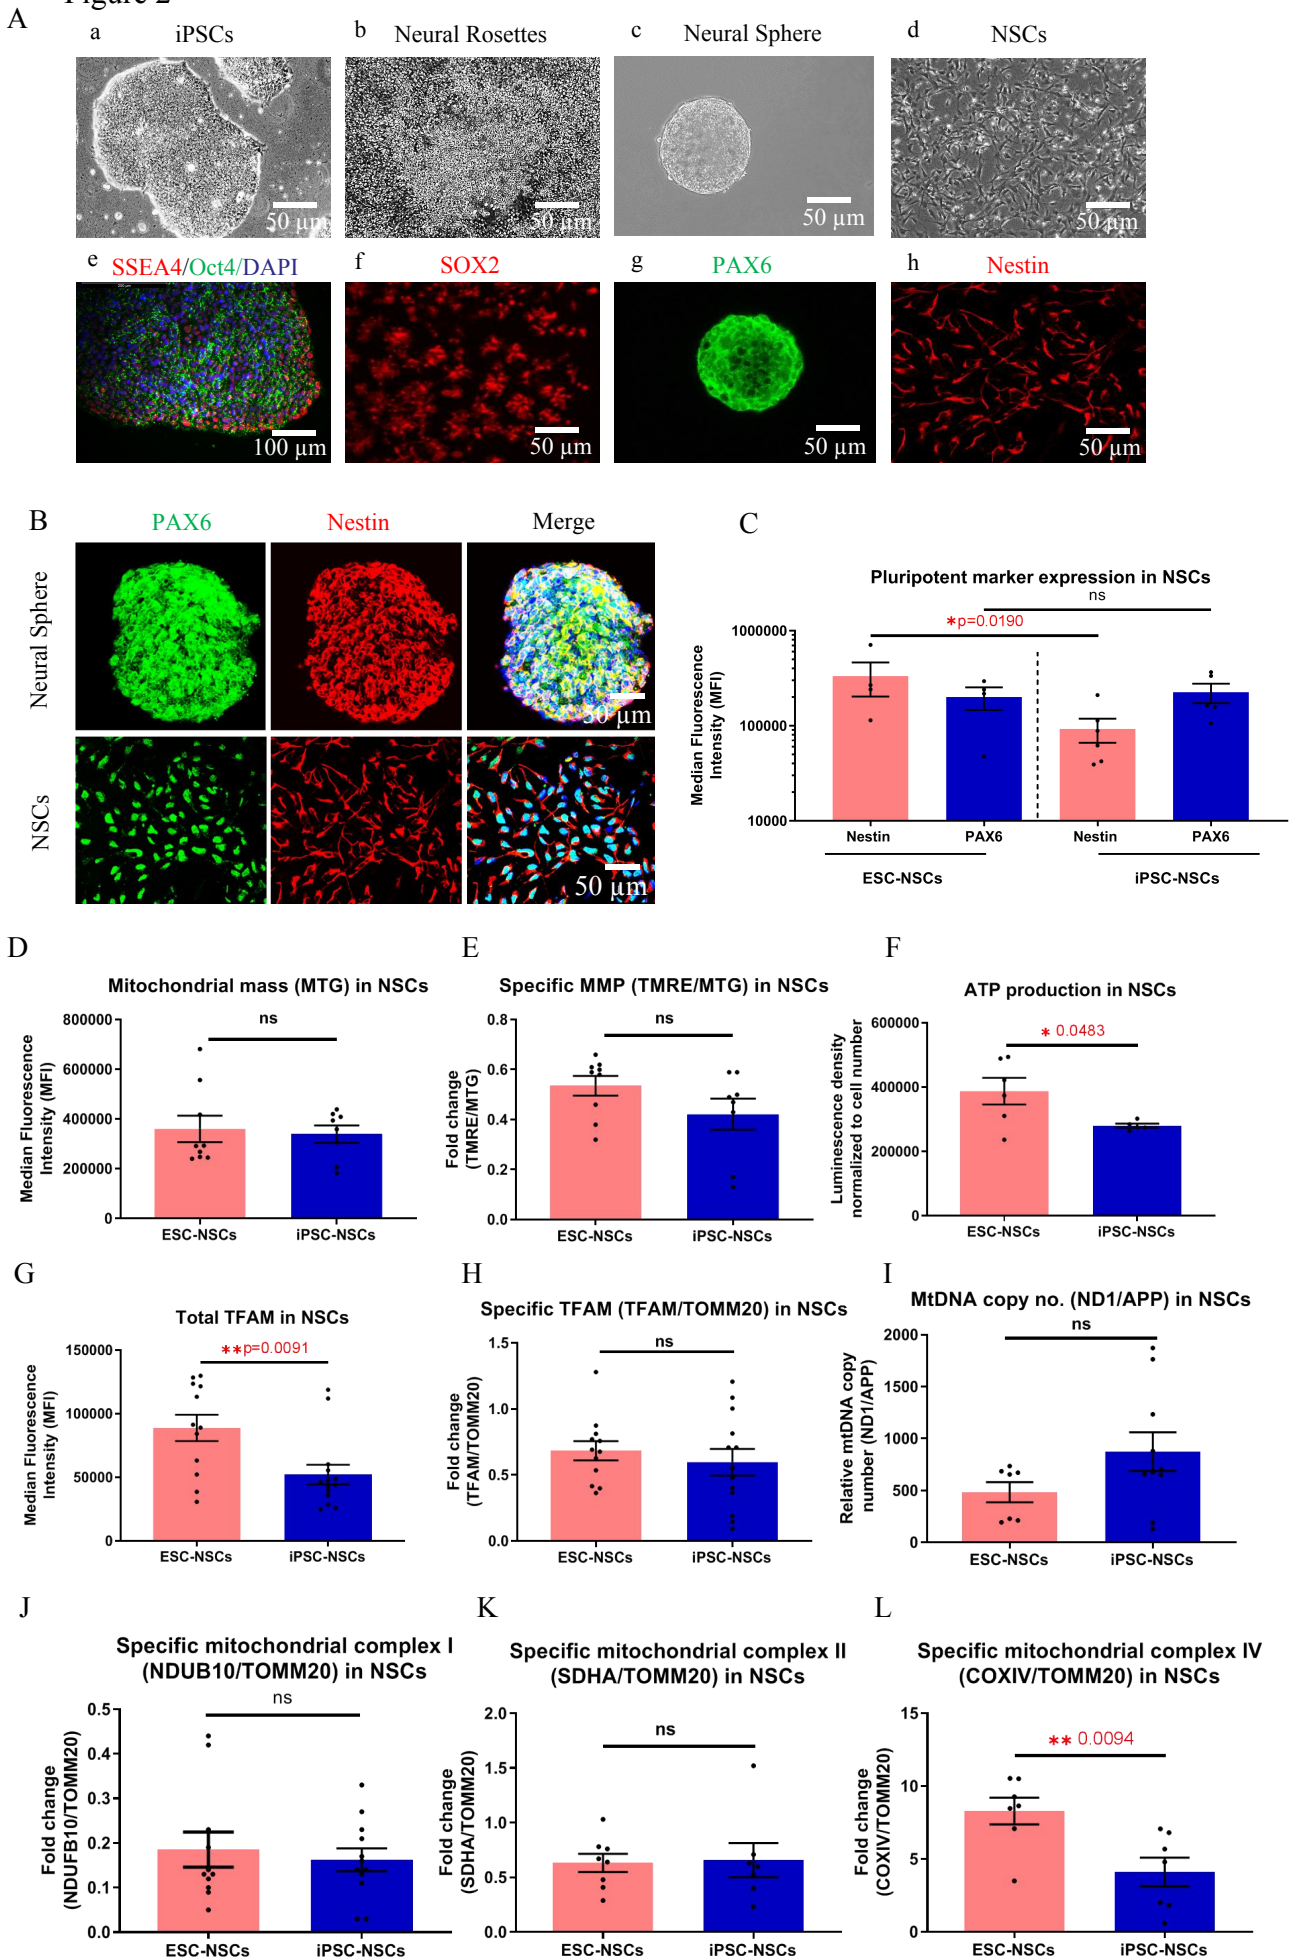 Figure 2
A
a iPSCs
b Neural Rosettes
c Neural Sphere
d NSCs
50 µm
50 µm
50 µm
50 µm
e SSEA4/Oct4/DAPI
f SOX2
g PAX6
h Nestin
100 µm
50 µm
50 µm
50 µm
B
PAX6 Nestin Merge
Neural Sphere
50 µm
NSCs
50 µm
C
Pluripotent marker expression in NSCs
ns
*p=0.0190
Median Fluorescence
Intensity (MFI)
1000000
100000
10000
Nestin PAX6 Nestin PAX6
ESC-NSCs iPSC-NSCs
D
Mitochondrial mass (MTG) in NSCs
ns
Median Fluorescence
Intensity (MFI)
800000
600000
400000
200000
0
ESC-NSCs iPSC-NSCs
E
Specific MMP (TMRE/MTG) in NSCs
ns
Fold change
(TMRE/MTG)
0.8
0.6
0.4
0.2
0.0
ESC-NSCs iPSC-NSCs
F
ATP production in NSCs
* 0.0483
Luminescence density
normalized to cell number
600000
400000
200000
0
ESC-NSCs iPSC-NSCs
G
Total TFAM in NSCs
**p=0.0091
Median Fluorescence
Intensity (MFI)
150000
100000
50000
0
ESC-NSCs iPSC-NSCs
H
Specific TFAM (TFAM/TOMM20) in NSCs
ns
Fold change
(TFAM/TOMM20)
1.5
1.0
0.5
0.0
ESC-NSCs iPSC-NSCs
I
MtDNA copy no. (ND1/APP) in NSCs
ns
Relative mtDNA copy
number (ND1/APP)
2000
1500
1000
500
0
ESC-NSCs iPSC-NSCs
J
Specific mitochondrial complex I
(NDUB10/TOMM20) in NSCs
ns
Fold change
(NDUFB10/TOMM20)
0.5
0.4
0.3
0.2
0.1
0.0
ESC-NSCs iPSC-NSCs
K
Specific mitochondrial complex II
(SDHA/TOMM20) in NSCs
ns
Fold change
(SDHA/TOMM20)
2.0
1.5
1.0
0.5
0.0
ESC-NSCs iPSC-NSCs
L
Specific mitochondrial complex IV
(COXIV/TOMM20) in NSCs
** 0.0094
Fold change
(COXIV/TOMM20)
15
10
5
0
ESC-NSCs iPSC-NSCs